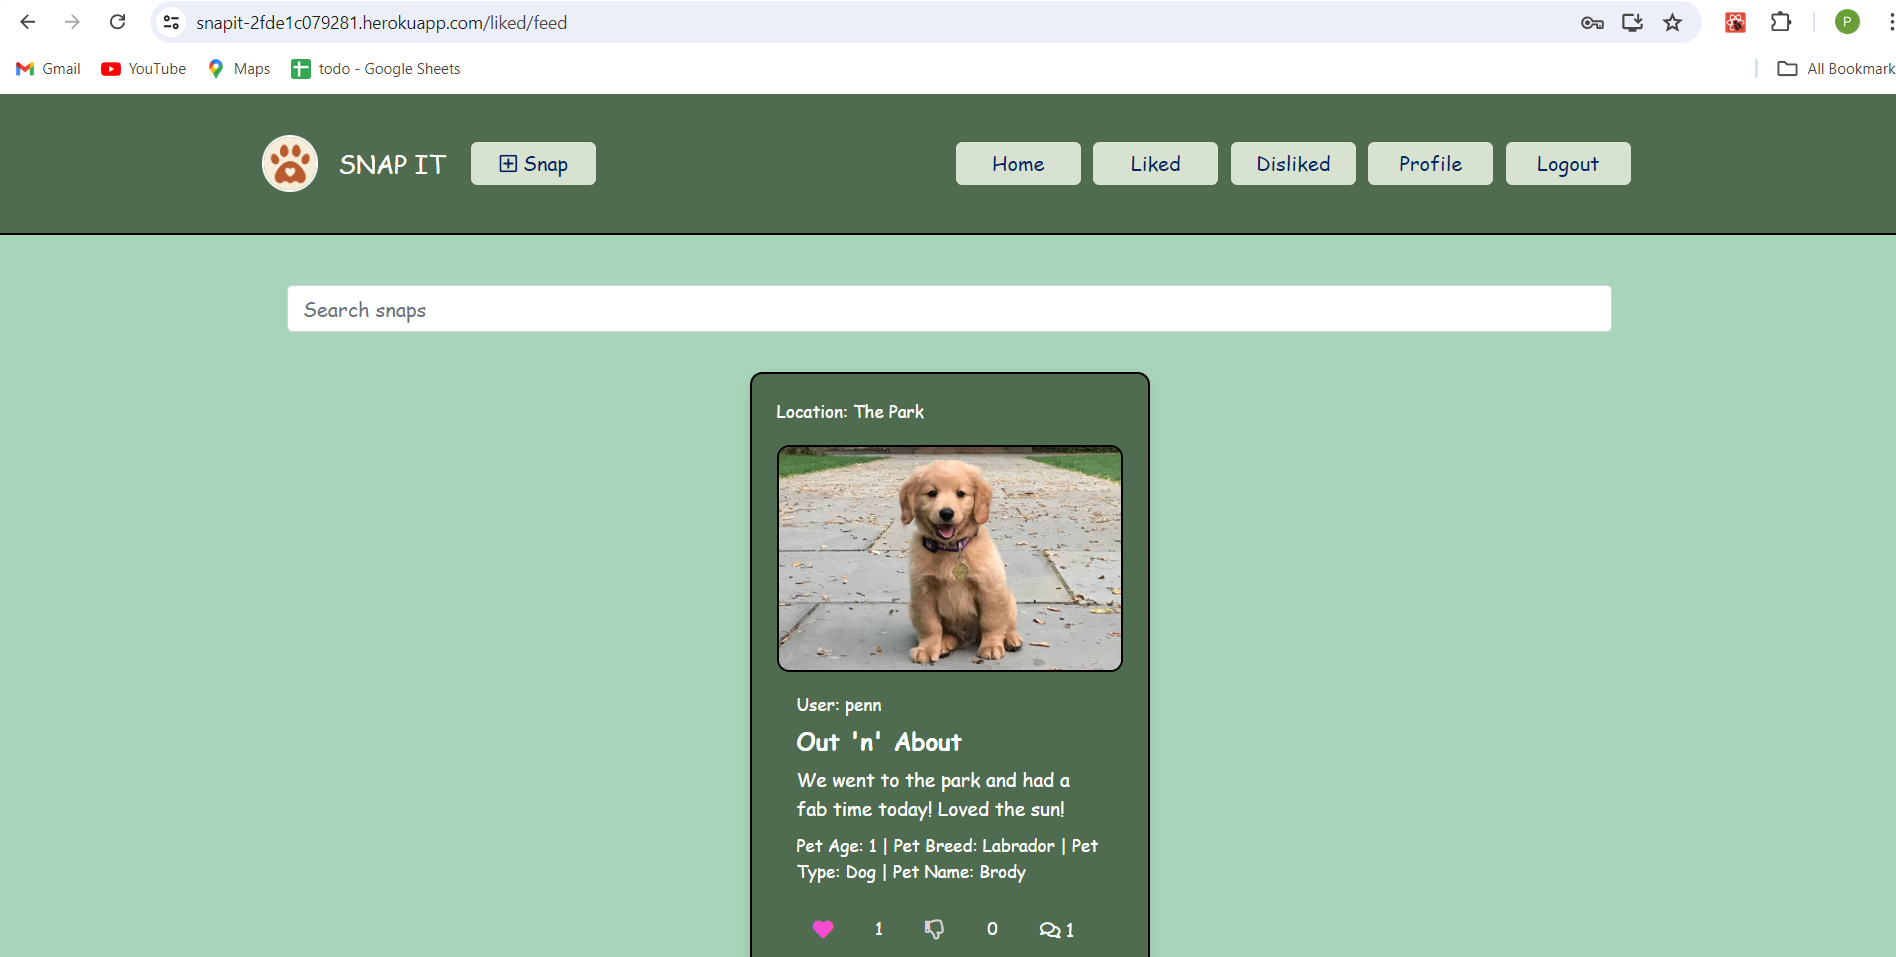 snapit-2fde1c079281.herokuapp.com/liked/feed
P
Gmail YouTube Maps todo - Google Sheets All Bookmark
SNAP IT Snap Home Liked Disliked Profile Logout
Search snaps
Location: The Park
User: penn
Out 'n' About
We went to the park and had a
fab time today! Loved the sun!
Pet Age: 1 | Pet Breed: Labrador | Pet
Type: Dog | Pet Name: Brody
1 0 1